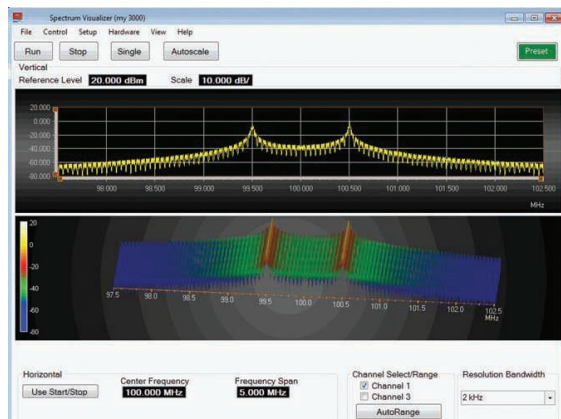 Spectrum Visualizer (my 3000)
File Control Setup Hardware View Help
Run Stop Single Autoscale Preset
Vertical
Reference Level 20.000 dBm Scale 10.000 dB/
20.000
0.000
-20.000
-40.000
-60.000
-80.000
98.000 98.500 99.000 99.500 100.000 100.500 101.000 101.500 102.000 102.500
MHz
20
0
-20
-40
-60
-80
97.5 98.0 98.5 99.0 99.5 100.0 100.5 101.0 101.5 102.0 102.5
MHz
Horizontal
Use Start/Stop
Center Frequency
100.000 MHz
Frequency Span
5.000 MHz
Channel Select/Range
Channel 1
Channel 3
AutoRange
Resolution Bandwidth
2 kHz